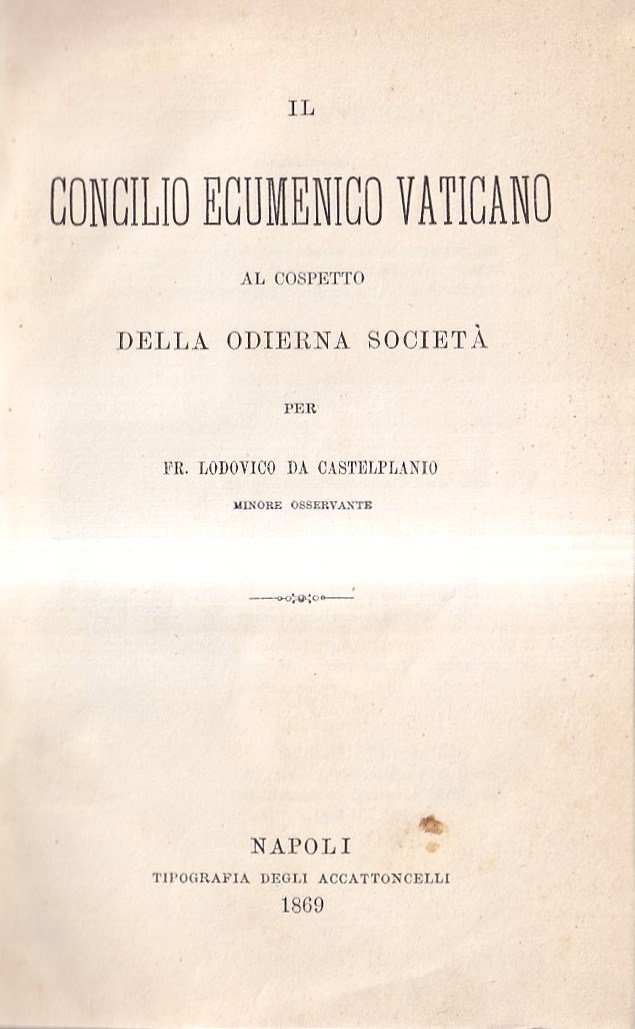 IL
CONCILIO ECUMENICO VATICANO
AL COSPETTO
DELLA ODIERNA SOCIETÀ
PER
FR. LODOVICO DA CASTELPLANIO
MINORE OSSERVANTE
NAPOLI
TIPOGRAFIA DEGLI ACCATTONCELLI
1869